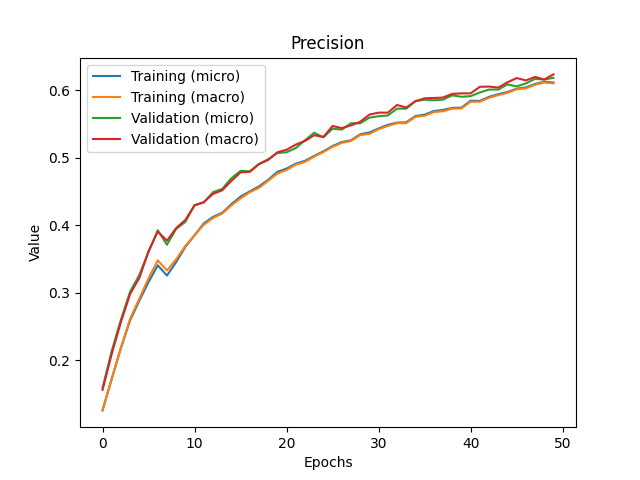 Precision
Training (micro)
Training (macro)
Validation (micro)
Validation (macro)
0.6
0.5
0.4
0.3
0.2
Value
0 10 20 30 40 50
Epochs